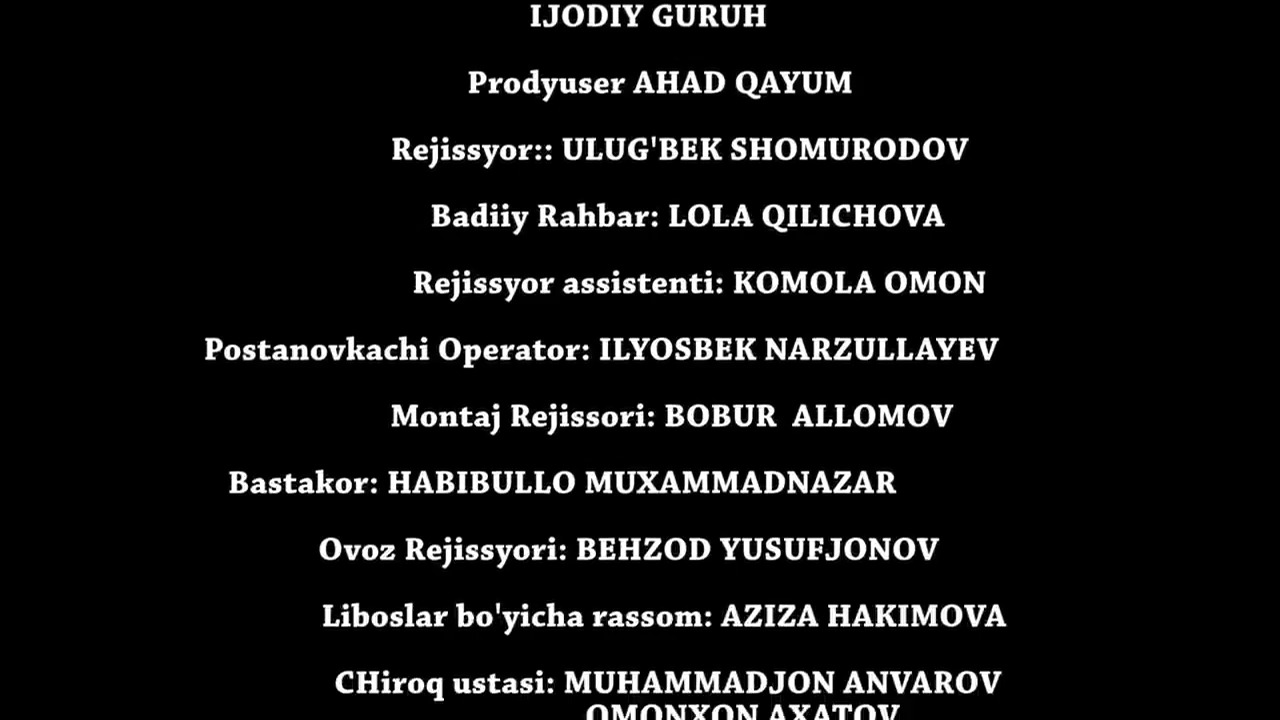 IJODIY GURUH
Prodyuser AHAD QAYUM
Rejissyor:: ULUG'BEK SHOMURODOV
Badiiy Rahbar: LOLA QILICHOVA
Rejissyor assistenti: KOMOLA OMON
Postanovkachi Operator: ILYOSBEK NARZULLAYEV
Montaj Rejissori: BOBUR  ALLOMOV
Bastakor: HABIBULLO MUXAMMADNAZAR
Ovoz Rejissyori: BEHZOD YUSUFJONOV
Liboslar bo'yicha rassom: AZIZA HAKIMOVA
CHiroq ustasi: MUHAMMADJON ANVAROV
OMONXON AXATOV